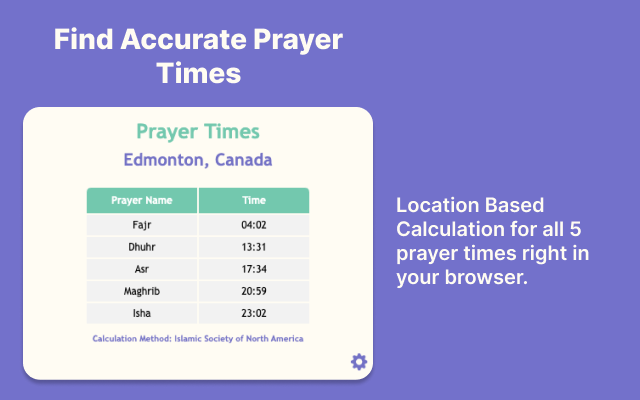 Find Accurate Prayer
Times
Prayer Times
Edmonton, Canada
Prayer Name Time
Fajr 04:02
Dhuhr 13:31
Asr 17:34
Maghrib 20:59
Isha 23:02
Calculation Method: Islamic Society of North America
Location Based
Calculation for all 5
prayer times right in
your browser.